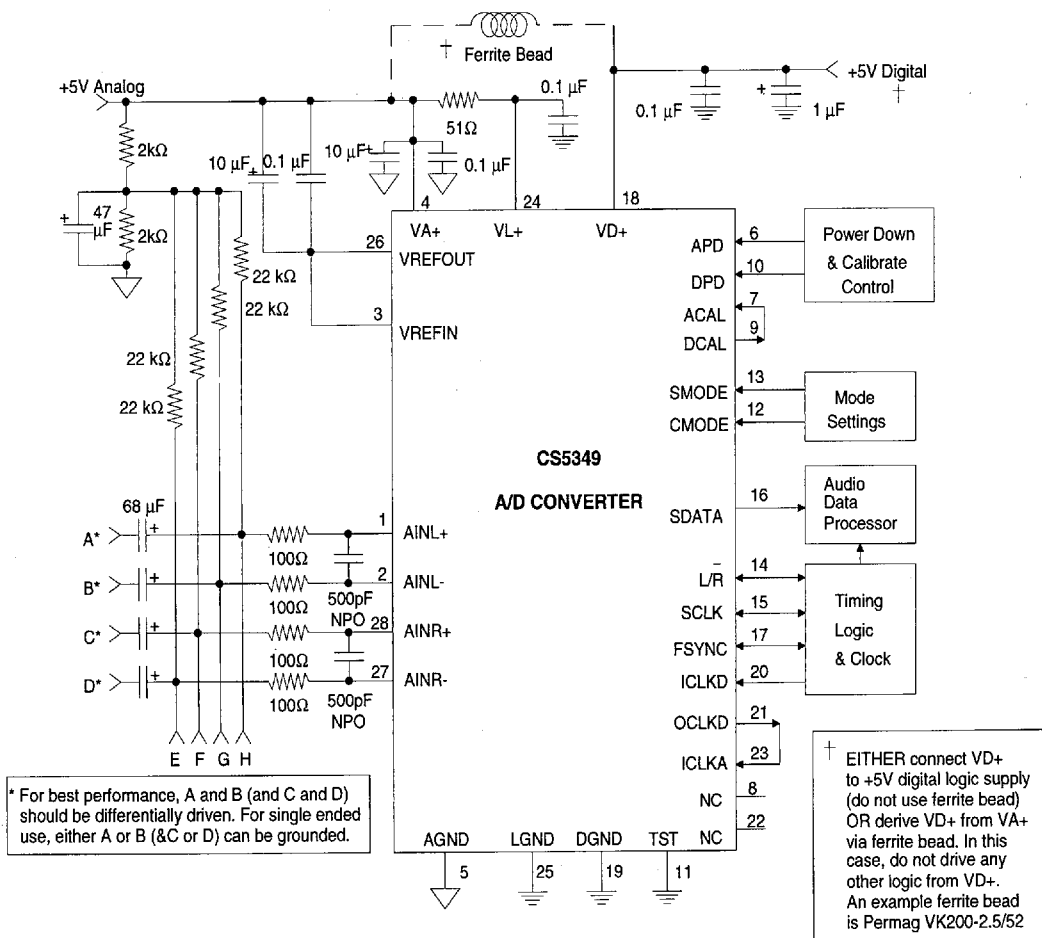 † Ferrite Bead
+5V Analog
+5V Digital
†
0.1 µF
0.1 µF
+
1 µF
51Ω
2kΩ
10 µF
+
0.1 µF
10 µF
+
0.1 µF
+
47
µF
2kΩ
4
24
18
VA+
VL+
VD+
26
VREFOUT
3
VREFIN
22 kΩ
22 kΩ
22 kΩ
22 kΩ
APD
6
DPD
10
Power Down
& Calibrate
Control
ACAL
7
DCAL
9
SMODE
13
CMODE
12
Mode
Settings
CS5349
A/D CONVERTER
SDATA
16
Audio
Data
Processor
68 µF
A*
+
100Ω
1
AINL+
B*
+
100Ω
500pF
NPO
2
AINL-
C*
+
100Ω
28
AINR+
D*
+
100Ω
500pF
NPO
27
AINR-
L/R̅
14
SCLK
15
FSYNC
17
ICLKD
20
Timing
Logic
& Clock
OCLKD
21
ICLKA
23
NC
8
NC
22
E F G H
* For best performance, A and B (and C and D)
should be differentially driven. For single ended
use, either A or B (&C or D) can be grounded.
AGND
LGND
DGND
TST
5
25
19
11
† EITHER connect VD+
to +5V digital logic supply
(do not use ferrite bead)
OR derive VD+ from VA+
via ferrite bead. In this
case, do not drive any
other logic from VD+.
An example ferrite bead
is Permag VK200-2.5/52